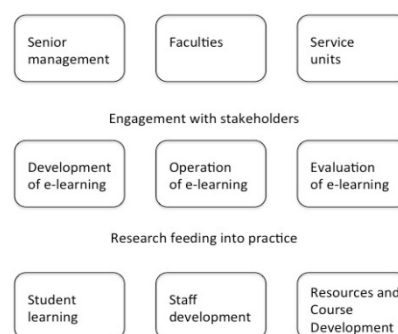 Senior
management
Faculties
Service
units
Engagement with stakeholders
Development
of e-learning
Operation
of e-learning
Evaluation
of e-learning
Research feeding into practice
Student
learning
Staff
development
Resources and
Course
Development